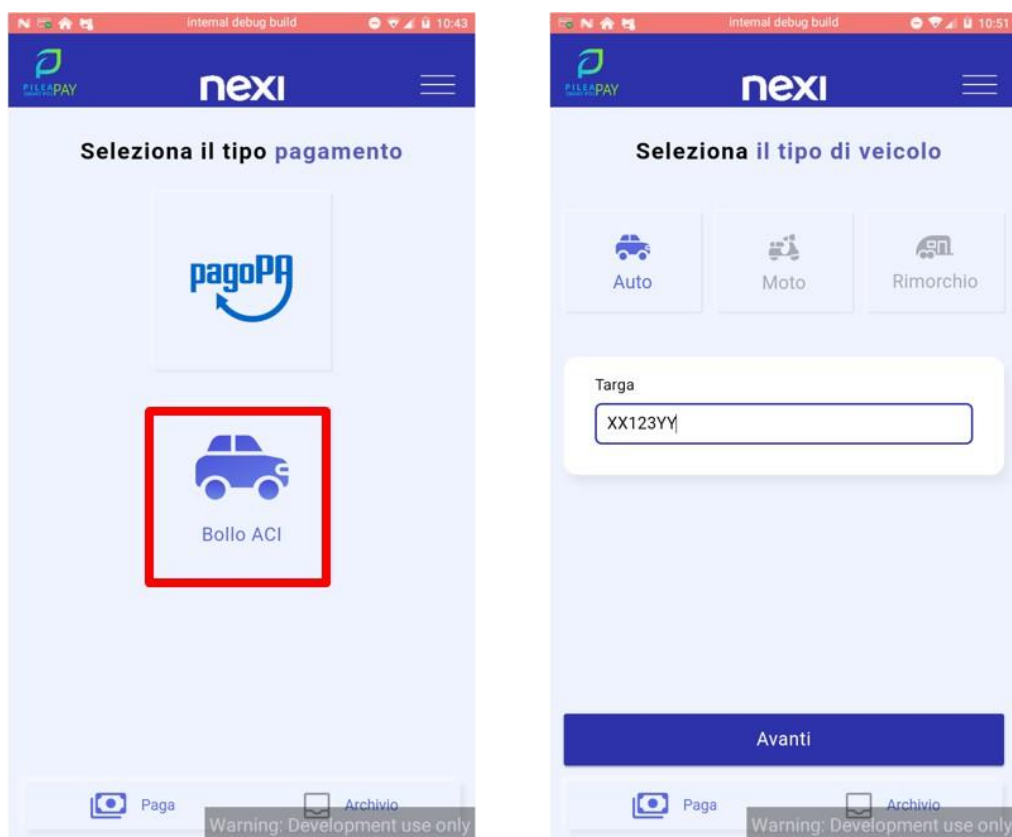 internal debug build
10:43
PILEAPAY
nexi
Seleziona il tipo pagamento
pagoPA
Bollo ACI
Paga
Archivio
Warning: Development use only
internal debug build
10:51
PILEAPAY
nexi
Seleziona il tipo di veicolo
Auto
Moto
Rimorchio
Targa
XX123YY
Avanti
Paga
Archivio
Warning: Development use only